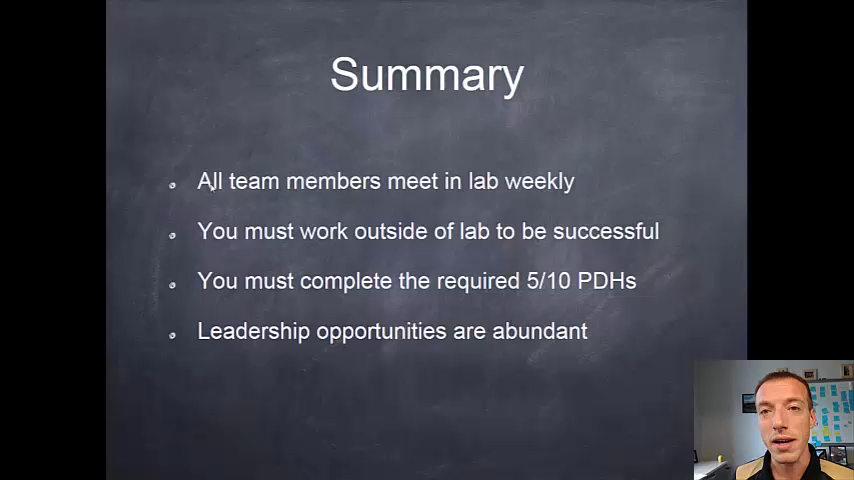 Summary
All team members meet in lab weekly
You must work outside of lab to be successful
You must complete the required 5/10 PDHs
Leadership opportunities are abundant